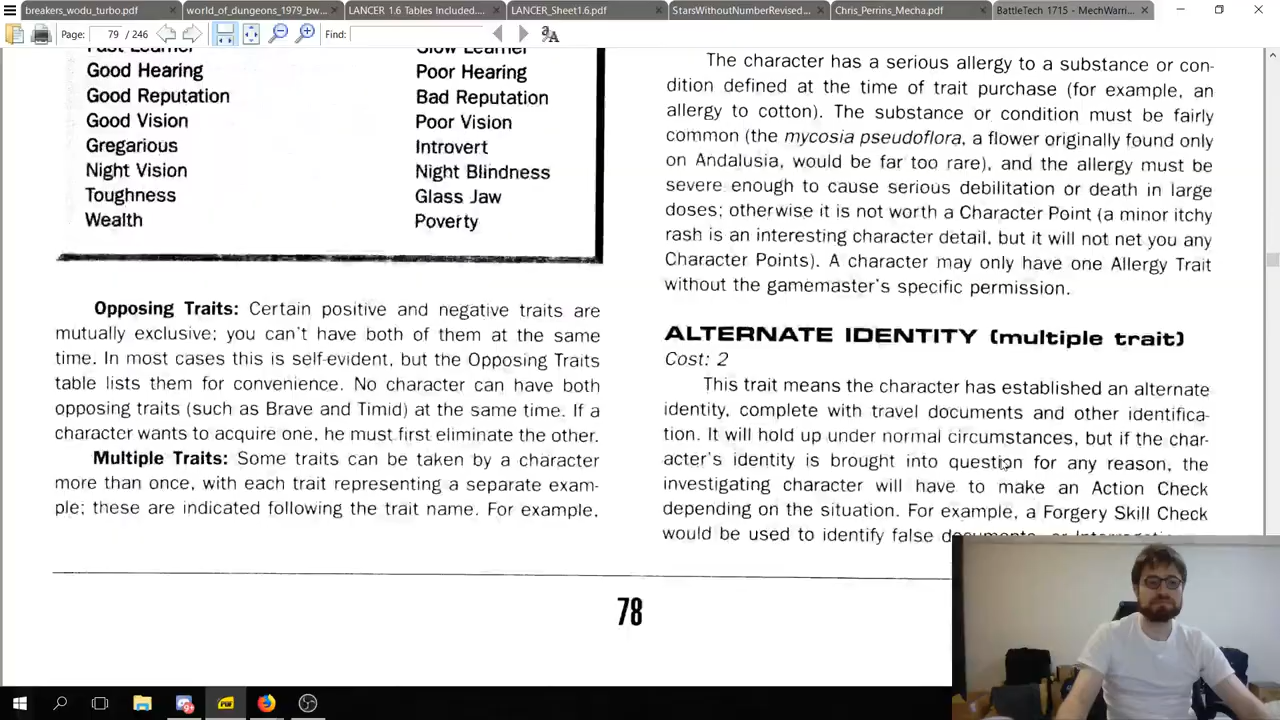 breakers_wodu_turbo.pdf
world_of_dungeons_1979_bw...
LANCER 1.6 Tables Included....
LANCER_Sheet1.6.pdf
StarsWithoutNumberRevised...
Chris_Perrins_Mecha.pdf
BattleTech 1715 - MechWarri...
Page: 79 / 246
Find:
Fast Learner
Slow Learner
Good Hearing
Poor Hearing
Good Reputation
Bad Reputation
Good Vision
Poor Vision
Gregarious
Introvert
Night Vision
Night Blindness
Toughness
Glass Jaw
Wealth
Poverty
Opposing Traits: Certain positive and negative traits are
mutually exclusive; you can't have both of them at the same
time. In most cases this is self-evident, but the Opposing Traits
table lists them for convenience. No character can have both
opposing traits (such as Brave and Timid) at the same time. If a
character wants to acquire one, he must first eliminate the other.
Multiple Traits: Some traits can be taken by a character
more than once, with each trait representing a separate exam-
ple; these are indicated following the trait name. For example,
The character has a serious allergy to a substance or con-
dition defined at the time of trait purchase (for example, an
allergy to cotton). The substance or condition must be fairly
common (the mycosia pseudoflora, a flower originally found only
on Andalusia, would be far too rare), and the allergy must be
severe enough to cause serious debilitation or death in large
doses; otherwise it is not worth a Character Point (a minor itchy
rash is an interesting character detail, but it will not net you any
Character Points). A character may only have one Allergy Trait
without the gamemaster's specific permission.
ALTERNATE IDENTITY (multiple trait)
Cost: 2
This trait means the character has established an alternate
identity, complete with travel documents and other identifica-
tion. It will hold up under normal circumstances, but if the char-
acter's identity is brought into question for any reason, the
investigating character will have to make an Action Check
depending on the situation. For example, a Forgery Skill Check
would be used to identify false
78